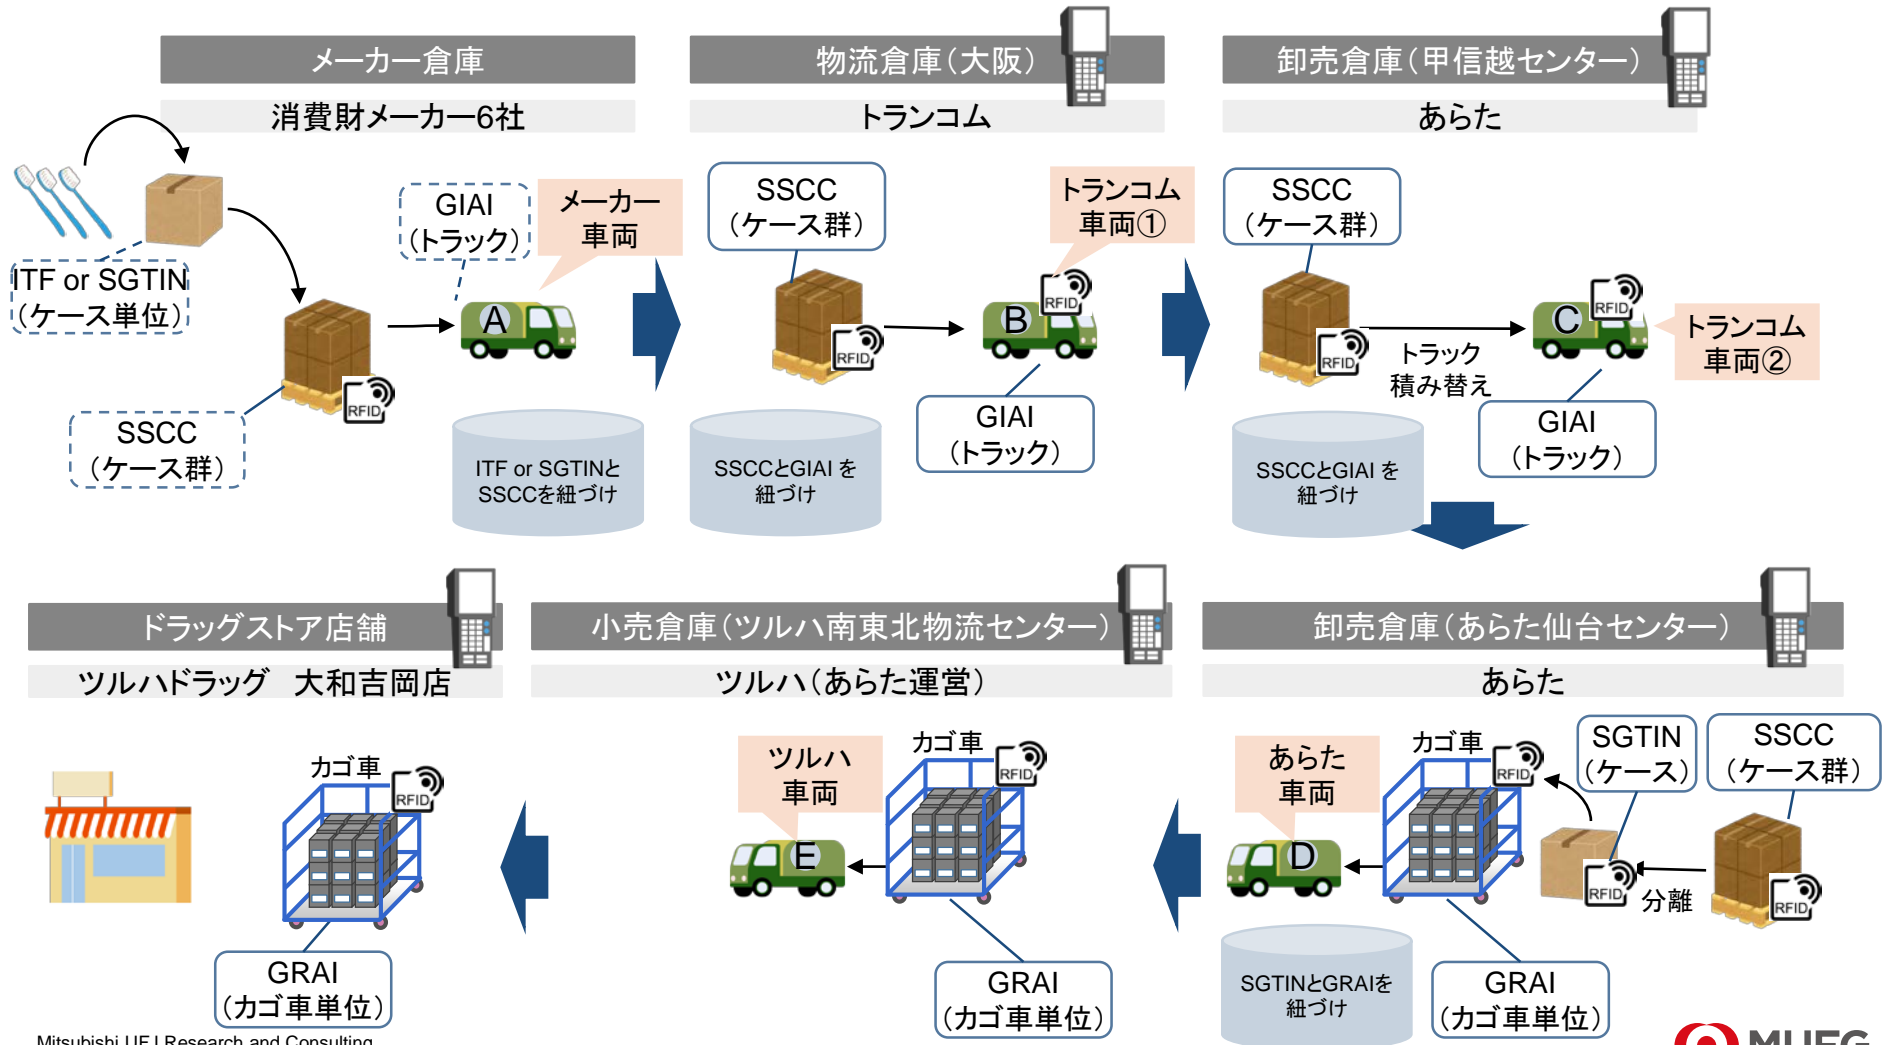 メーカー倉庫
消費財メーカー6社
ITF or SGTIN
(ケース単位)
SSCC
(ケース群)
RFID
GIAI
(トラック)
メーカー
車両
A
ITF or SGTINと
SSCCを紐づけ
物流倉庫(大阪)
トランコム
SSCC
(ケース群)
RFID
トランコム
車両①
RFID
B
GIAI
(トラック)
SSCCとGIAI を
紐づけ
卸売倉庫(甲信越センター)
あらた
SSCC
(ケース群)
RFID
トラック
積み替え
RFID
C
トランコム
車両②
GIAI
(トラック)
SSCCとGIAI を
紐づけ
卸売倉庫(あらた仙台センター)
あらた
SSCC
(ケース群)
RFID
分離
SGTIN
(ケース)
RFID
カゴ車
RFID
あらた
車両
D
GRAI
(カゴ車単位)
SGTINとGRAIを
紐づけ
小売倉庫(ツルハ南東北物流センター)
ツルハ(あらた運営)
カゴ車
RFID
ツルハ
車両
E
GRAI
(カゴ車単位)
ドラッグストア店舗
ツルハドラッグ　大和吉岡店
カゴ車
RFID
GRAI
(カゴ車単位)
Mitsubishi UFJ Research and Consulting
MUFG